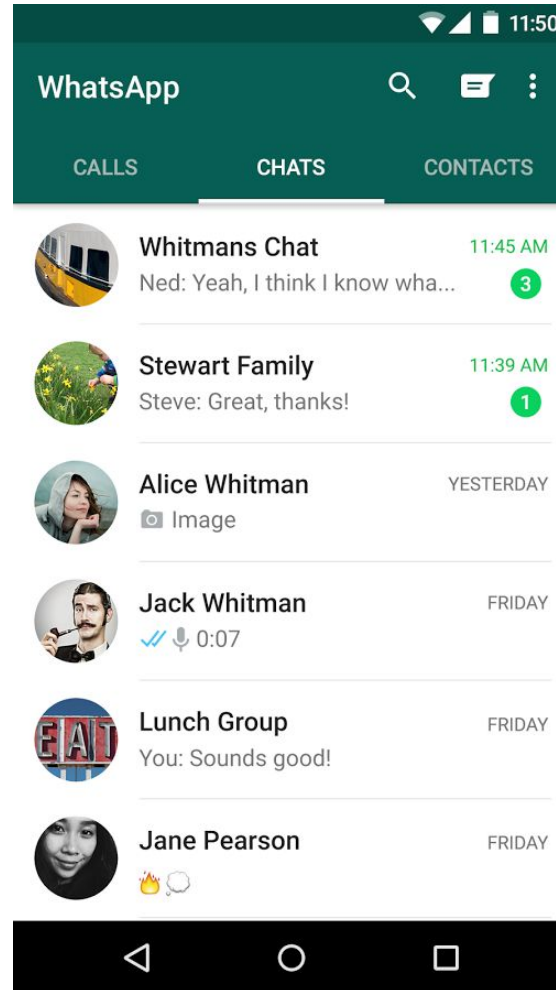 11:50
WhatsApp
CALLS CHATS CONTACTS
Whitmans Chat 11:45 AM
Ned: Yeah, I think I know wha... 3
Stewart Family 11:39 AM
Steve: Great, thanks! 1
Alice Whitman YESTERDAY
Image
Jack Whitman FRIDAY
0:07
EAT
Lunch Group FRIDAY
You: Sounds good!
Jane Pearson FRIDAY
🔥💭